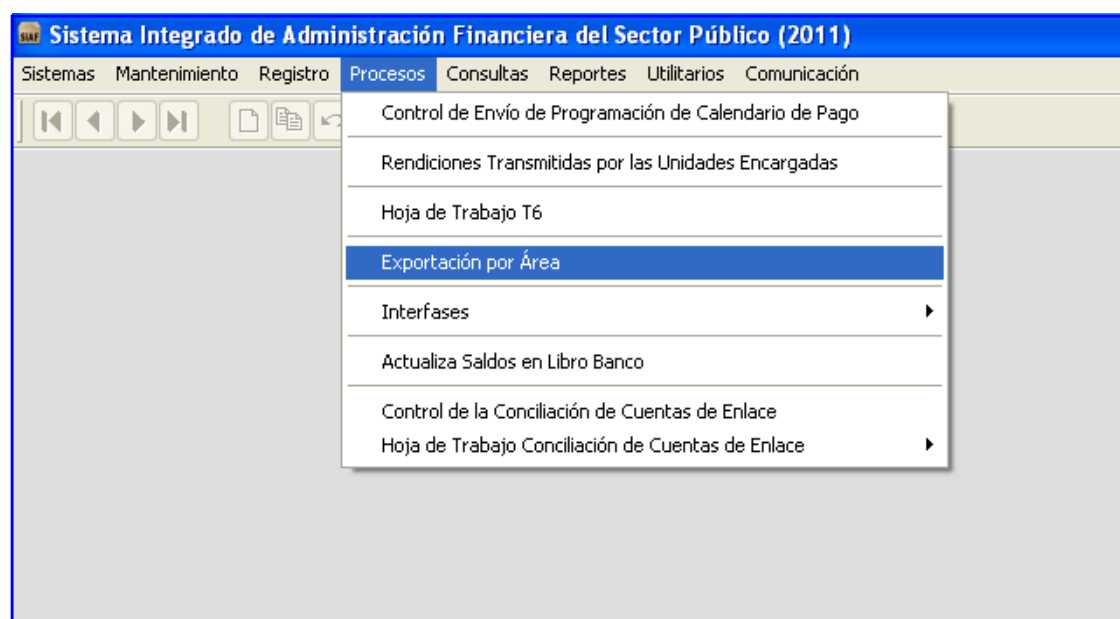 SIAF Sistema Integrado de Administración Financiera del Sector Público (2011)
Sistemas Mantenimiento Registro Procesos Consultas Reportes Utilitarios Comunicación
Control de Envío de Programación de Calendario de Pago
Rendiciones Transmitidas por las Unidades Encargadas
Hoja de Trabajo T6
Exportación por Área
Interfases
Actualiza Saldos en Libro Banco
Control de la Conciliación de Cuentas de Enlace
Hoja de Trabajo Conciliación de Cuentas de Enlace